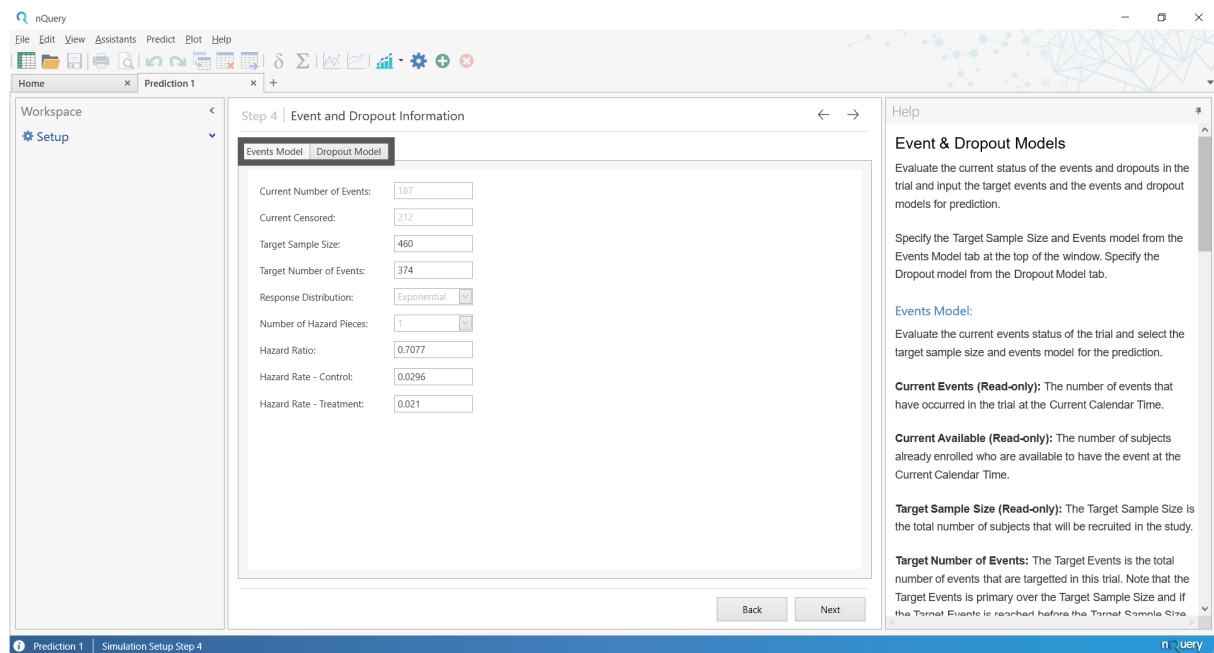 nQuery
File Edit View Assistants Predict Plot Help
Home × Prediction 1 × +
Workspace
Setup
Step 4 | Event and Dropout Information
Events Model Dropout Model
Current Number of Events: 187
Current Censored: 212
Target Sample Size: 460
Target Number of Events: 374
Response Distribution: Exponential
Number of Hazard Pieces: 1
Hazard Ratio: 0.7077
Hazard Rate - Control: 0.0296
Hazard Rate - Treatment: 0.021
Back Next
Help
Event & Dropout Models
Evaluate the current status of the events and dropouts in the
trial and input the target events and the events and dropout
models for prediction.
Specify the Target Sample Size and Events model from the
Events Model tab at the top of the window. Specify the
Dropout model from the Dropout Model tab.
Events Model:
Evaluate the current events status of the trial and select the
target sample size and events model for the prediction.
Current Events (Read-only): The number of events that
have occurred in the trial at the Current Calendar Time.
Current Available (Read-only): The number of subjects
already enrolled who are available to have the event at the
Current Calendar Time.
Target Sample Size (Read-only): The Target Sample Size is
the total number of subjects that will be recruited in the study.
Target Number of Events: The Target Events is the total
number of events that are targetted in this trial. Note that the
Target Events is primary over the Target Sample Size and if
the Target Events is reached before the Target Sample Size
Prediction 1 | Simulation Setup Step 4
nQuery